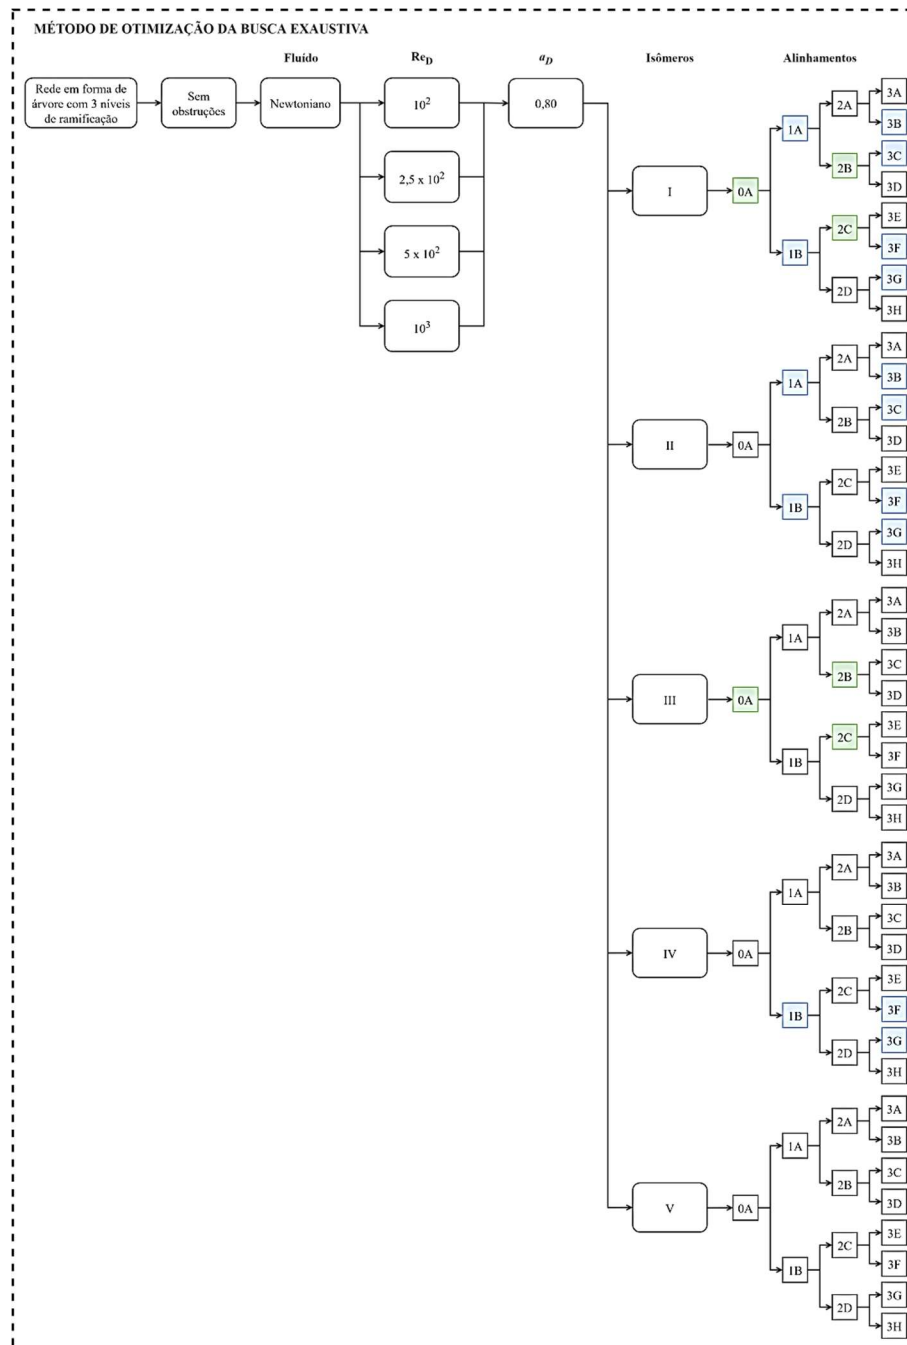 MÉTODO DE OTIMIZAÇÃO DA BUSCA EXAUSTIVA
Fluído
Re_D
a_D
Isômeros
Alinhamentos
Rede em forma de
árvore com 3 níveis
de ramificação
Sem
obstruções
Newtoniano
10²
2,5 x 10²
5 x 10²
10³
0,80
I
0A
1A
1B
2A
2B
2C
2D
3A
3B
3C
3D
3E
3F
3G
3H
II
0A
1A
1B
2A
2B
2C
2D
3A
3B
3C
3D
3E
3F
3G
3H
III
0A
1A
1B
2A
2B
2C
2D
3A
3B
3C
3D
3E
3F
3G
3H
IV
0A
1A
1B
2A
2B
2C
2D
3A
3B
3C
3D
3E
3F
3G
3H
V
0A
1A
1B
2A
2B
2C
2D
3A
3B
3C
3D
3E
3F
3G
3H